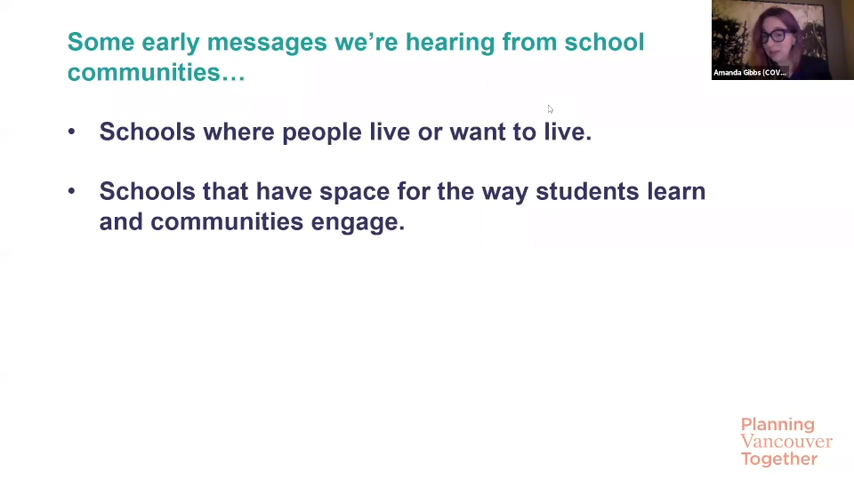 Some early messages we're hearing from school
communities…
• Schools where people live or want to live.
• Schools that have space for the way students learn
and communities engage.
Amanda Gibbs (COV...
Planning
Vancouver
Together